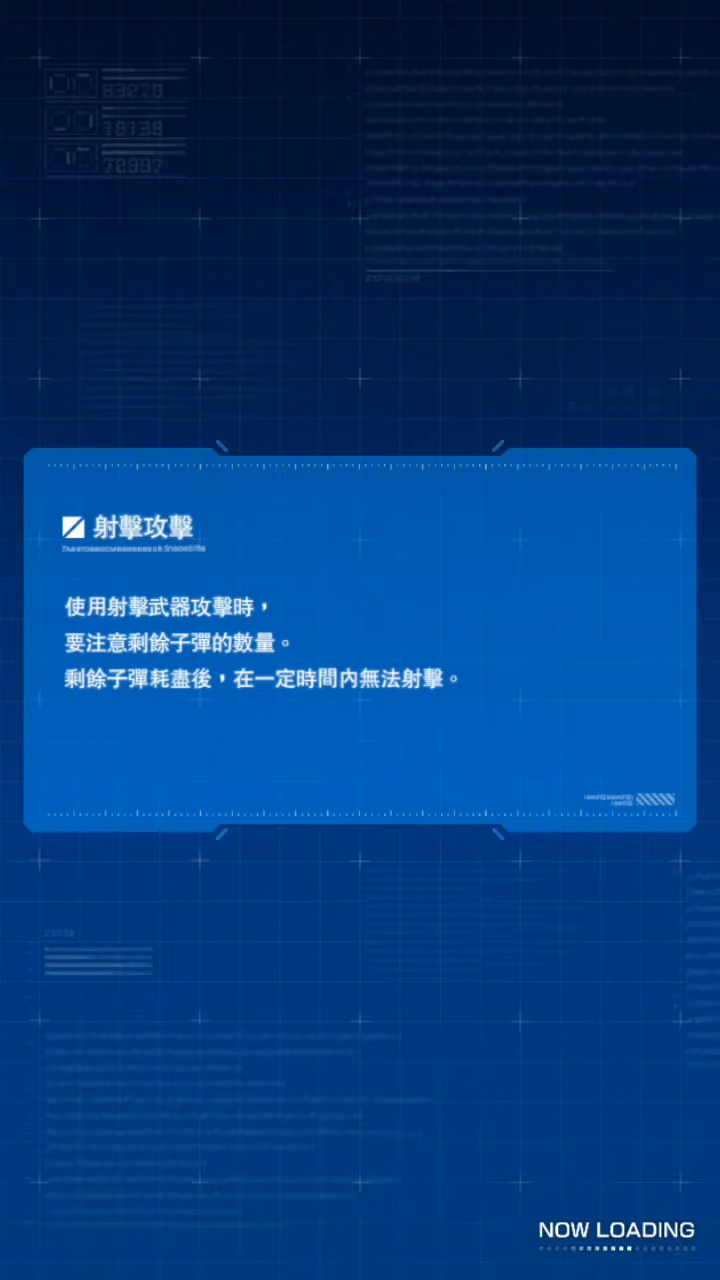 83279
射擊攻擊
使用射擊武器攻擊時，
要注意剩餘子彈的數量。
剩餘子彈耗盡後，在一定時間內無法射擊。
NOW LOADING